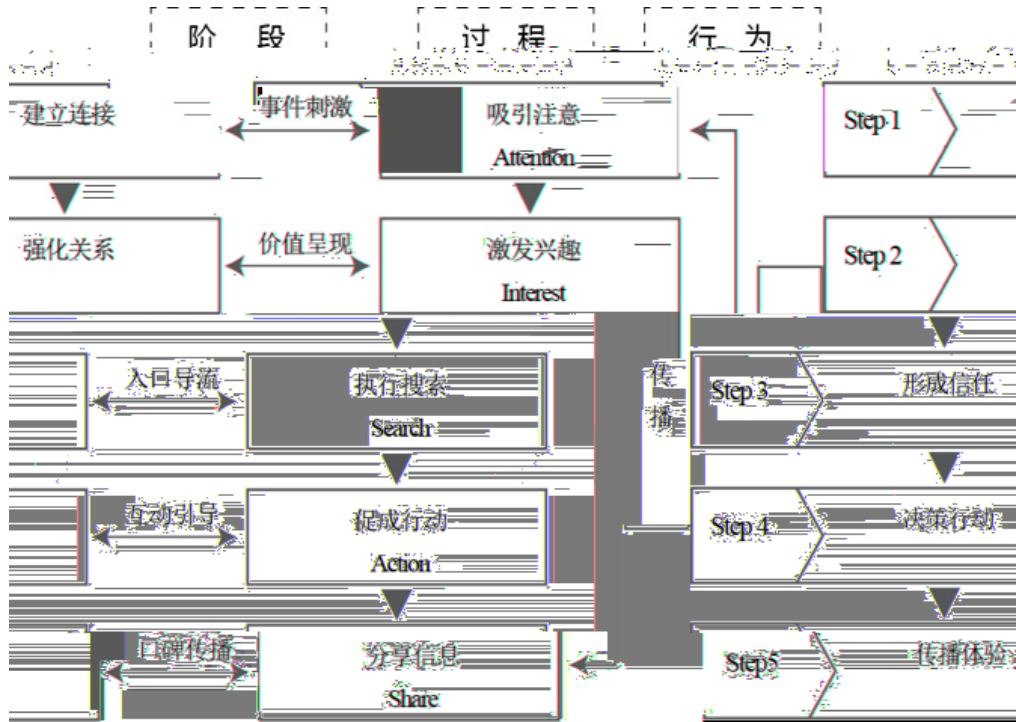 阶 段 过 程 行 为
建立连接 事件刺激 吸引注意 Step 1
Attention
强化关系 价值呈现 激发兴趣 Step 2
Interest
入口导流 执行搜索 传 Step 3 形成信任
Search 播
互动引导 促成行动 Step 4 决策行动
Action
口碑传播 分享信息 Step5 传播体验
Share